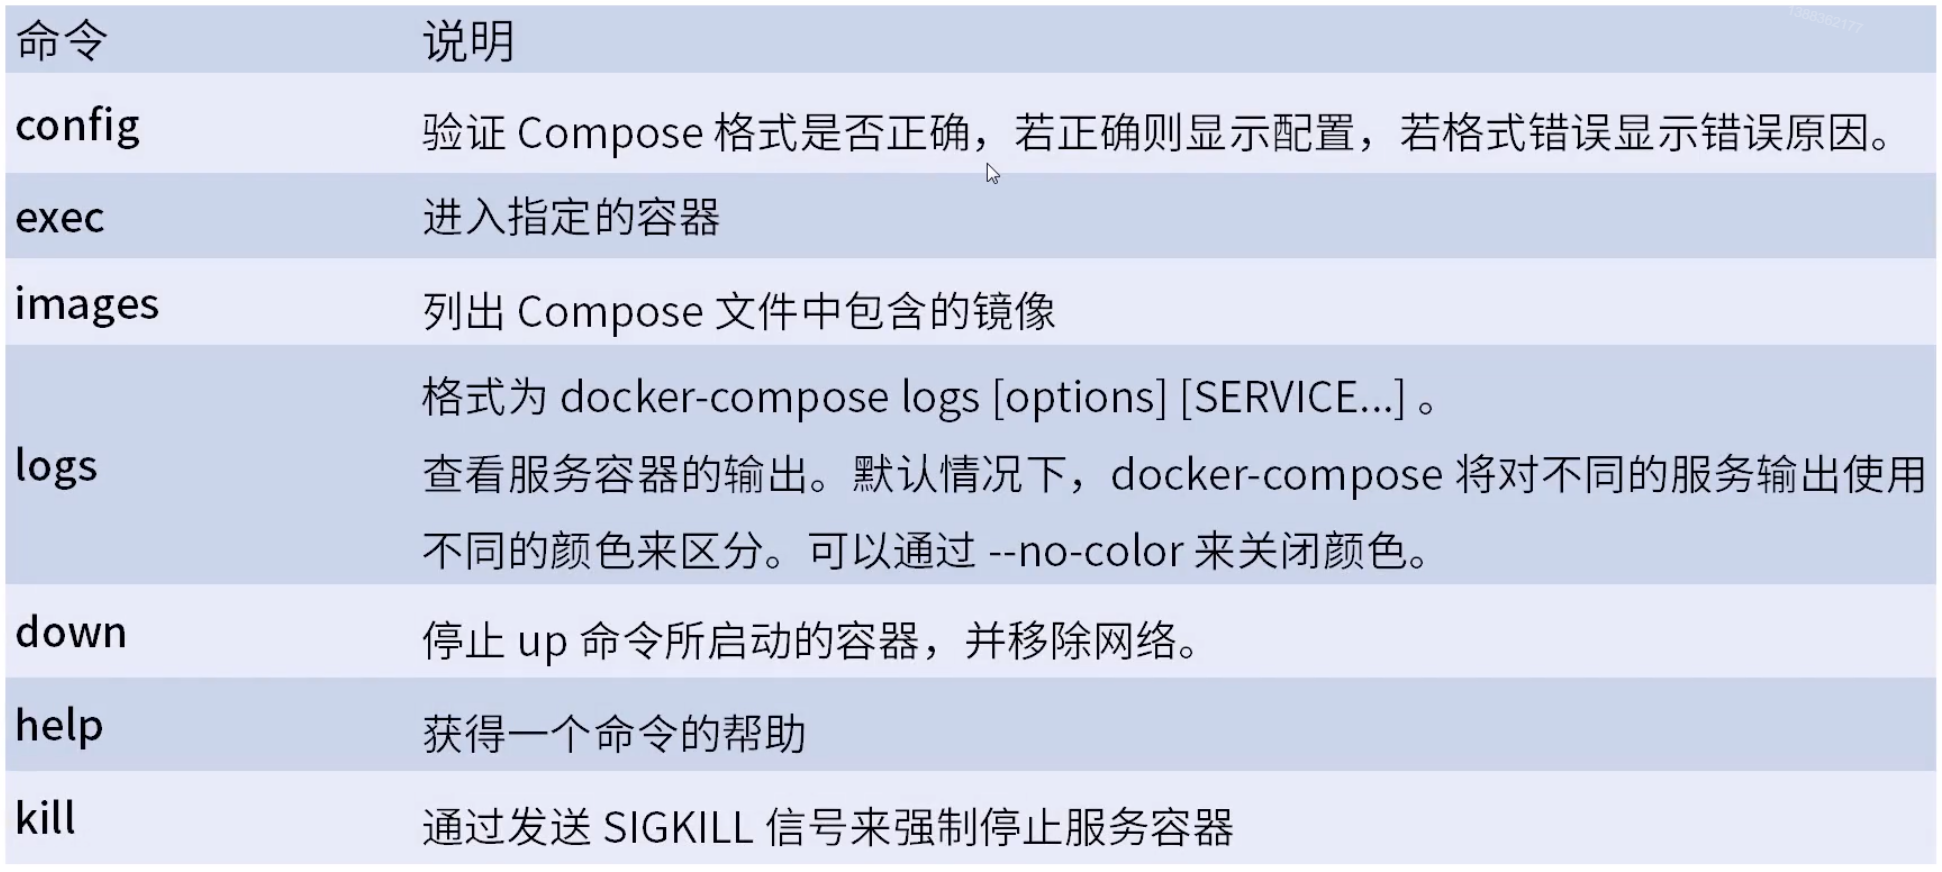 1388362177
命令 说明
config 验证 Compose 格式是否正确，若正确则显示配置，若格式错误显示错误原因。
exec 进入指定的容器
images 列出 Compose 文件中包含的镜像
格式为 docker-compose logs [options] [SERVICE...] 。
logs 查看服务容器的输出。默认情况下，docker-compose 将对不同的服务输出使用
不同的颜色来区分。可以通过 --no-color 来关闭颜色。
down 停止 up 命令所启动的容器，并移除网络。
help 获得一个命令的帮助
kill 通过发送 SIGKILL 信号来强制停止服务容器